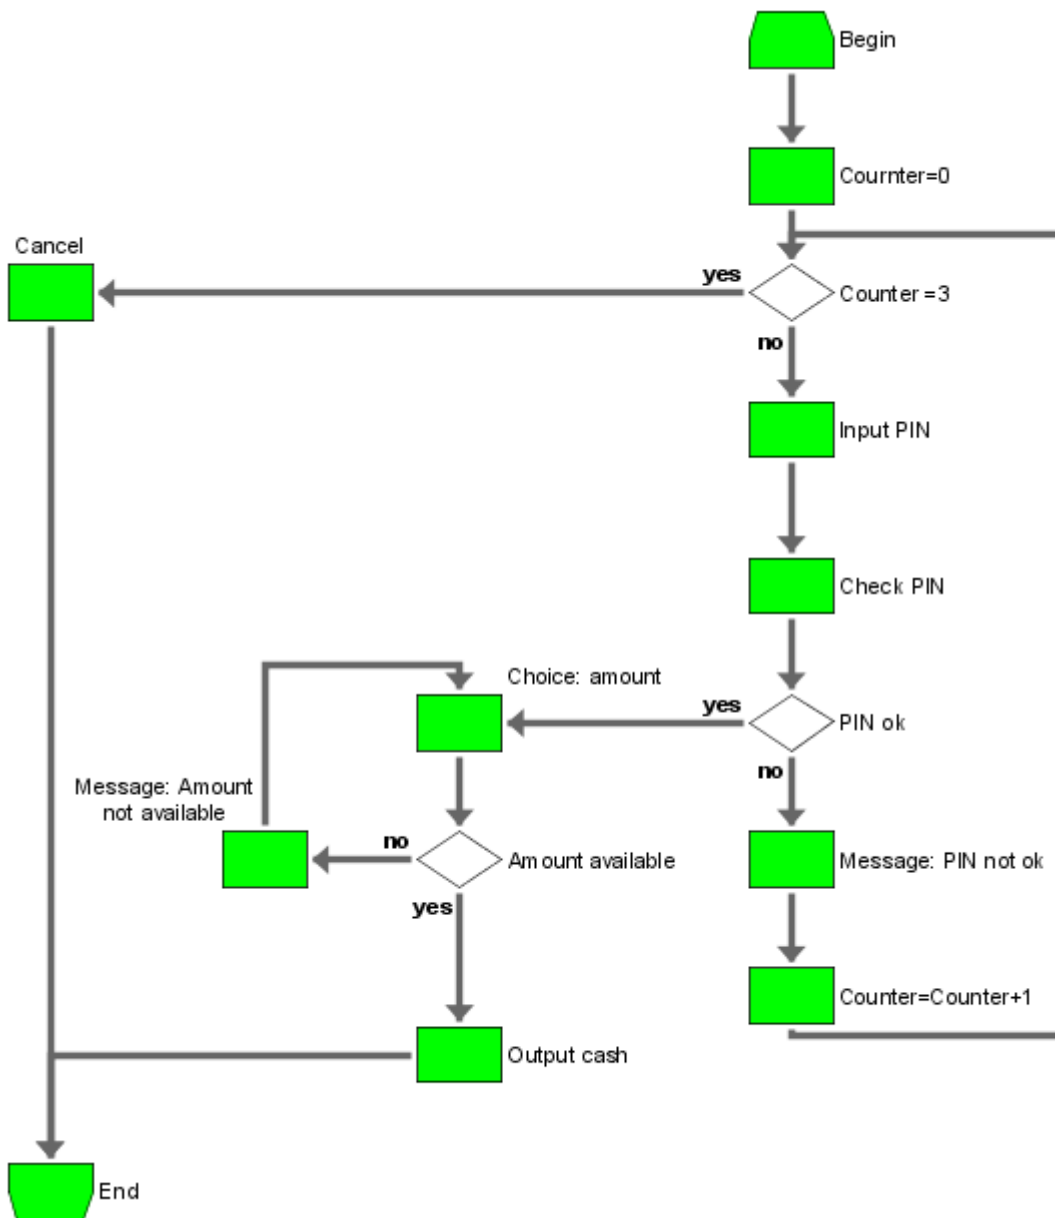 Begin
Cournter=0
Cancel
yes
Counter =3
no
Input PIN
Check PIN
Choice: amount
yes
PIN ok
no
Message: Amount
not available
no
Amount available
yes
Message: PIN not ok
Counter=Counter+1
Output cash
End